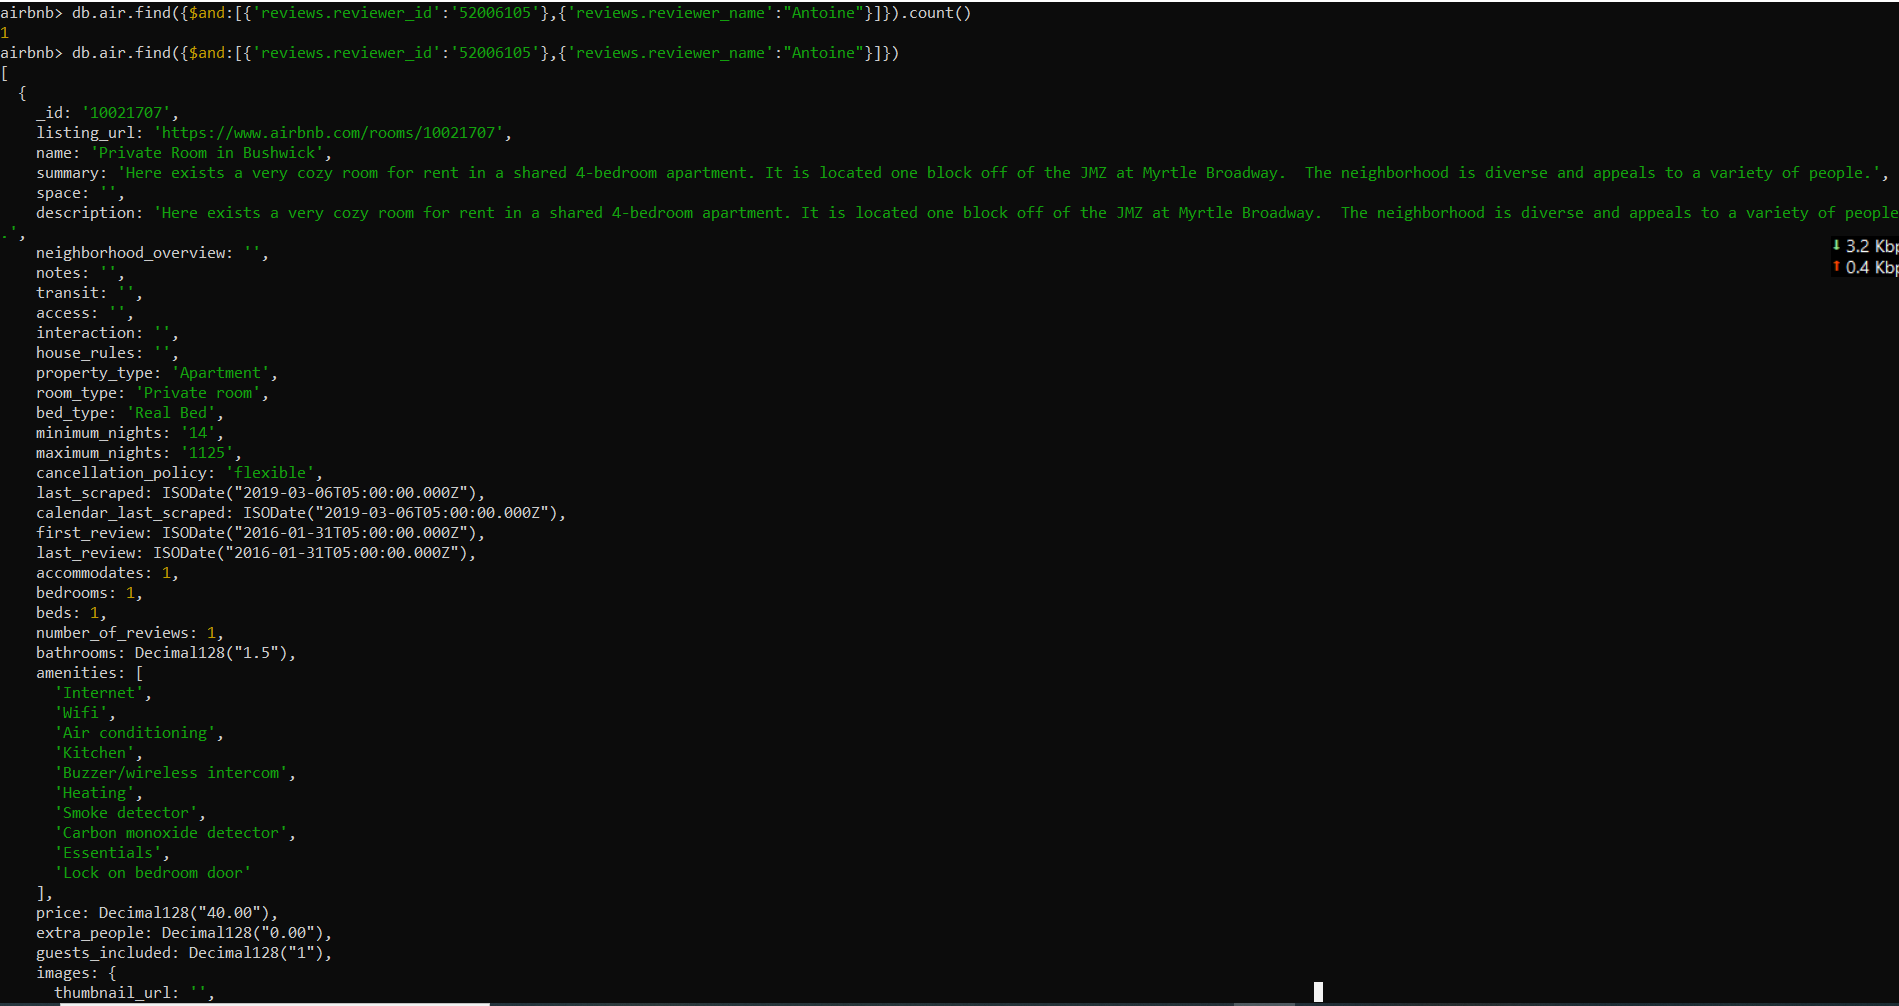 airbnb> db.air.find({$and:[{'reviews.reviewer_id':'52006105'},{'reviews.reviewer_name':"Antoine"}]}).count()
1
airbnb> db.air.find({$and:[{'reviews.reviewer_id':'52006105'},{'reviews.reviewer_name':"Antoine"}]})
[
  {
    _id: '10021707',
    listing_url: 'https://www.airbnb.com/rooms/10021707',
    name: 'Private Room in Bushwick',
    summary: 'Here exists a very cozy room for rent in a shared 4-bedroom apartment. It is located one block off of the JMZ at Myrtle Broadway.  The neighborhood is diverse and appeals to a variety of people.',
    space: '',
    description: 'Here exists a very cozy room for rent in a shared 4-bedroom apartment. It is located one block off of the JMZ at Myrtle Broadway.  The neighborhood is diverse and appeals to a variety of people
.',
    neighborhood_overview: '',
↓ 3.2 Kbp
    notes: '',
↑ 0.4 Kbp
    transit: '',
    access: '',
    interaction: '',
    house_rules: '',
    property_type: 'Apartment',
    room_type: 'Private room',
    bed_type: 'Real Bed',
    minimum_nights: '14',
    maximum_nights: '1125',
    cancellation_policy: 'flexible',
    last_scraped: ISODate("2019-03-06T05:00:00.000Z"),
    calendar_last_scraped: ISODate("2019-03-06T05:00:00.000Z"),
    first_review: ISODate("2016-01-31T05:00:00.000Z"),
    last_review: ISODate("2016-01-31T05:00:00.000Z"),
    accommodates: 1,
    bedrooms: 1,
    beds: 1,
    number_of_reviews: 1,
    bathrooms: Decimal128("1.5"),
    amenities: [
      'Internet',
      'Wifi',
      'Air conditioning',
      'Kitchen',
      'Buzzer/wireless intercom',
      'Heating',
      'Smoke detector',
      'Carbon monoxide detector',
      'Essentials',
      'Lock on bedroom door'
    ],
    price: Decimal128("40.00"),
    extra_people: Decimal128("0.00"),
    guests_included: Decimal128("1"),
    images: {
      thumbnail_url: '',